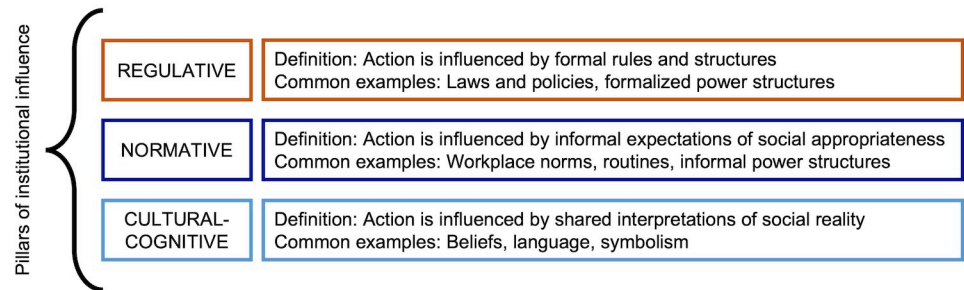 Pillars of institutional influence
REGULATIVE
Definition: Action is influenced by formal rules and structures
Common examples: Laws and policies, formalized power structures
NORMATIVE
Definition: Action is influenced by informal expectations of social appropriateness
Common examples: Workplace norms, routines, informal power structures
CULTURAL-
COGNITIVE
Definition: Action is influenced by shared interpretations of social reality
Common examples: Beliefs, language, symbolism